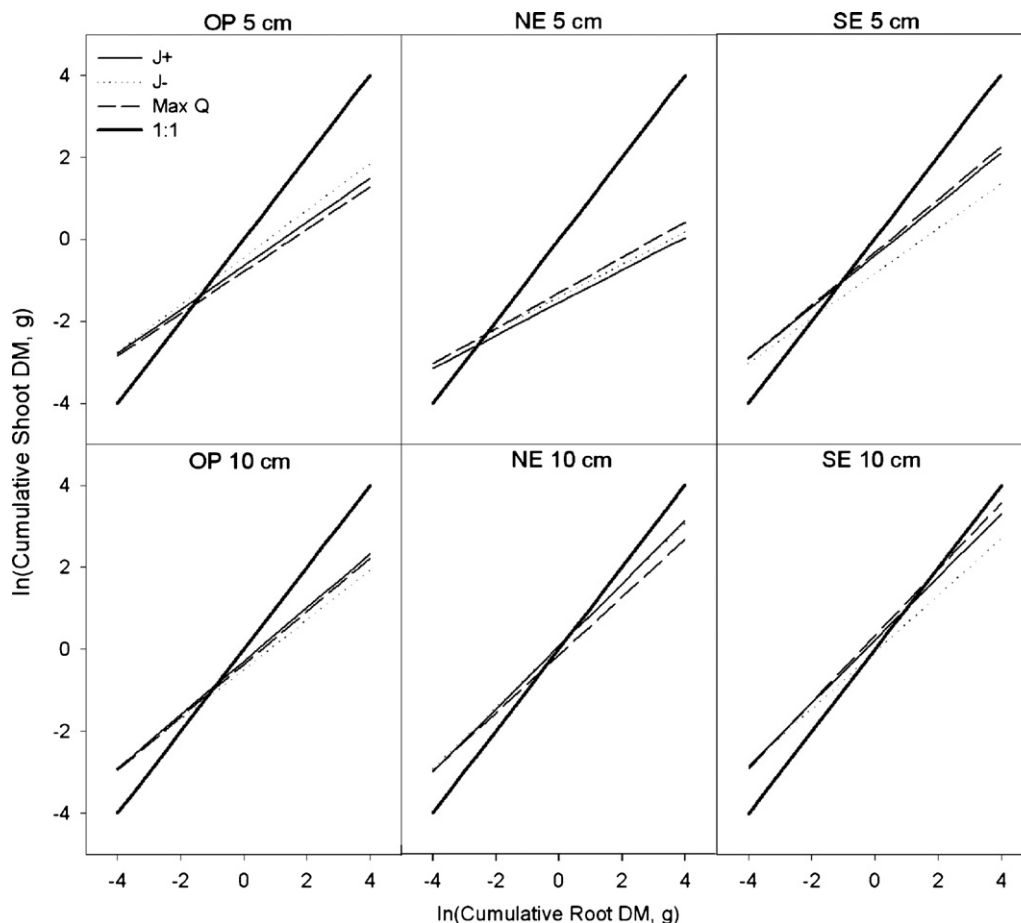 OP 5 cm
NE 5 cm
SE 5 cm
J+
J-
Max Q
1:1
4
2
0
-2
-4
ln(Cumulative Shoot DM, g)
OP 10 cm
NE 10 cm
SE 10 cm
4
2
0
-2
-4
-4 -2 0 2 4
-4 -2 0 2 4
-4 -2 0 2 4
ln(Cumulative Root DM, g)